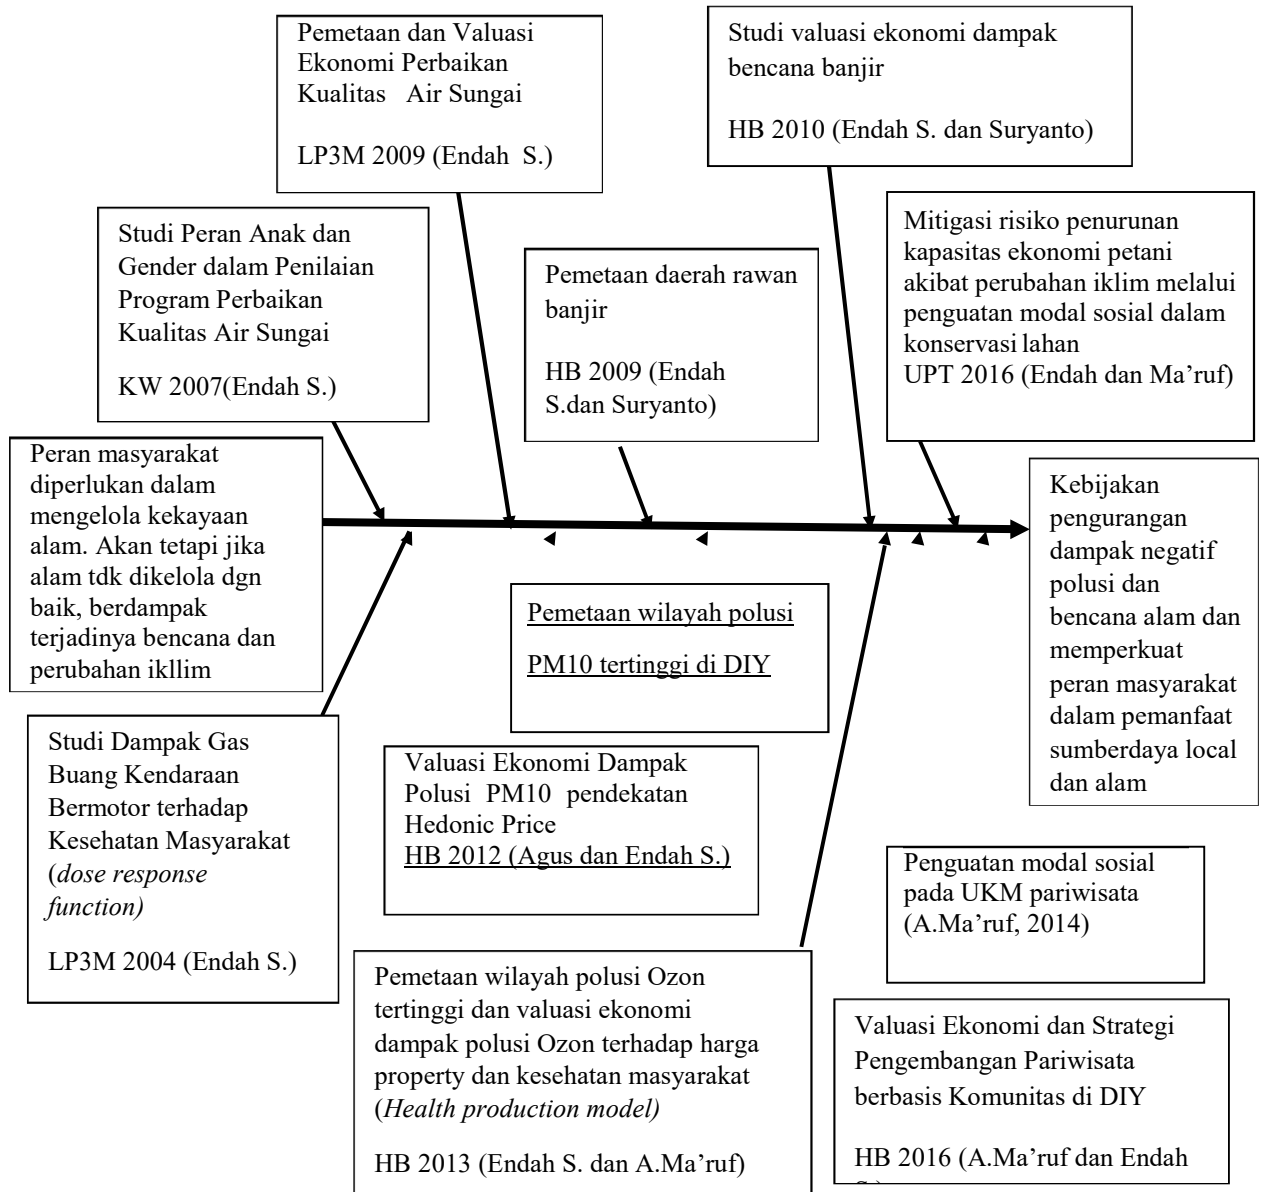 Pemetaan dan Valuasi
Ekonomi Perbaikan
Kualitas Air Sungai
LP3M 2009 (Endah S.)
Studi valuasi ekonomi dampak
bencana banjir
HB 2010 (Endah S. dan Suryanto)
Studi Peran Anak dan
Gender dalam Penilaian
Program Perbaikan
Kualitas Air Sungai
KW 2007(Endah S.)
Pemetaan daerah rawan
banjir
HB 2009 (Endah
S.dan Suryanto)
Mitigasi risiko penurunan
kapasitas ekonomi petani
akibat perubahan iklim melalui
penguatan modal sosial dalam
konservasi lahan
UPT 2016 (Endah dan Ma’ruf)
Peran masyarakat
diperlukan dalam
mengelola kekayaan
alam. Akan tetapi jika
alam tdk dikelola dgn
baik, berdampak
terjadinya bencana dan
perubahan ikllim
Kebijakan
pengurangan
dampak negatif
polusi dan
bencana alam dan
memperkuat
peran masyarakat
dalam pemanfaat
sumberdaya local
dan alam
Pemetaan wilayah polusi
PM10 tertinggi di DIY
Studi Dampak Gas
Buang Kendaraan
Bermotor terhadap
Kesehatan Masyarakat
(dose response
function)
LP3M 2004 (Endah S.)
Valuasi Ekonomi Dampak
Polusi PM10 pendekatan
Hedonic Price
HB 2012 (Agus dan Endah S.)
Penguatan modal sosial
pada UKM pariwisata
(A.Ma’ruf, 2014)
Pemetaan wilayah polusi Ozon
tertinggi dan valuasi ekonomi
dampak polusi Ozon terhadap harga
property dan kesehatan masyarakat
(Health production model)
HB 2013 (Endah S. dan A.Ma’ruf)
Valuasi Ekonomi dan Strategi
Pengembangan Pariwisata
berbasis Komunitas di DIY
HB 2016 (A.Ma’ruf dan Endah